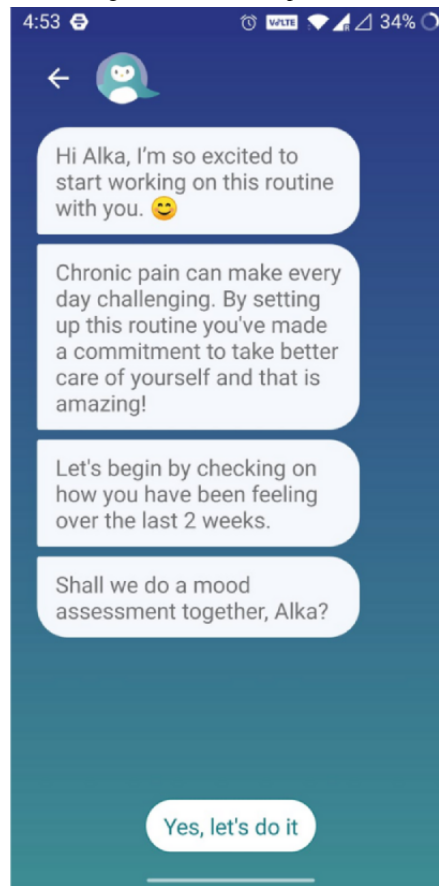 4:53
VoLTE
34%
Hi Alka, I'm so excited to
start working on this routine
with you. 😊
Chronic pain can make every
day challenging. By setting
up this routine you've made
a commitment to take better
care of yourself and that is
amazing!
Let's begin by checking on
how you have been feeling
over the last 2 weeks.
Shall we do a mood
assessment together, Alka?
Yes, let's do it